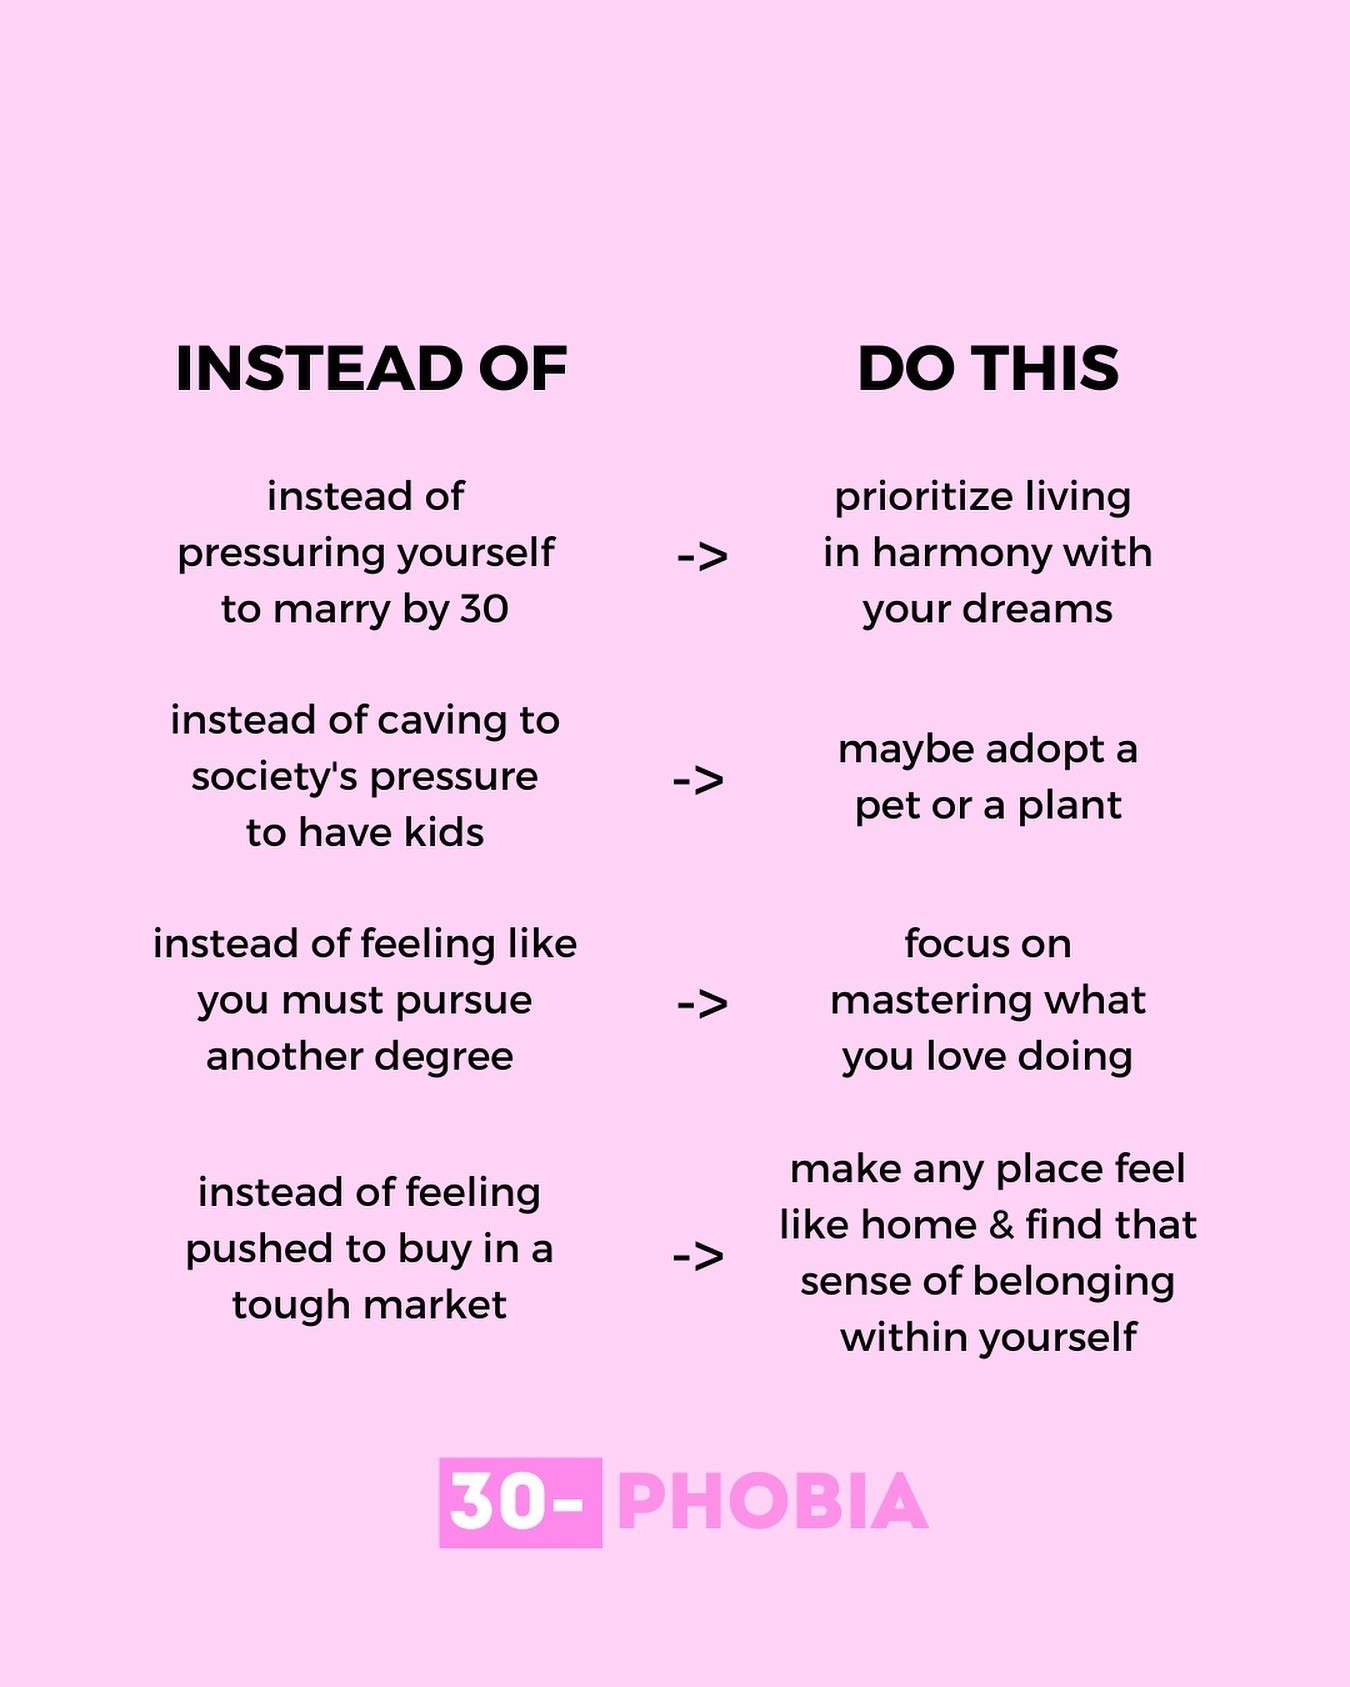 INSTEAD OF
DO THIS
instead of
pressuring yourself
to marry by 30
->
prioritize living
in harmony with
your dreams
instead of caving to
society's pressure
to have kids
->
maybe adopt a
pet or a plant
instead of feeling like
you must pursue
another degree
->
focus on
mastering what
you love doing
instead of feeling
pushed to buy in a
tough market
->
make any place feel
like home & find that
sense of belonging
within yourself
30- PHOBIA